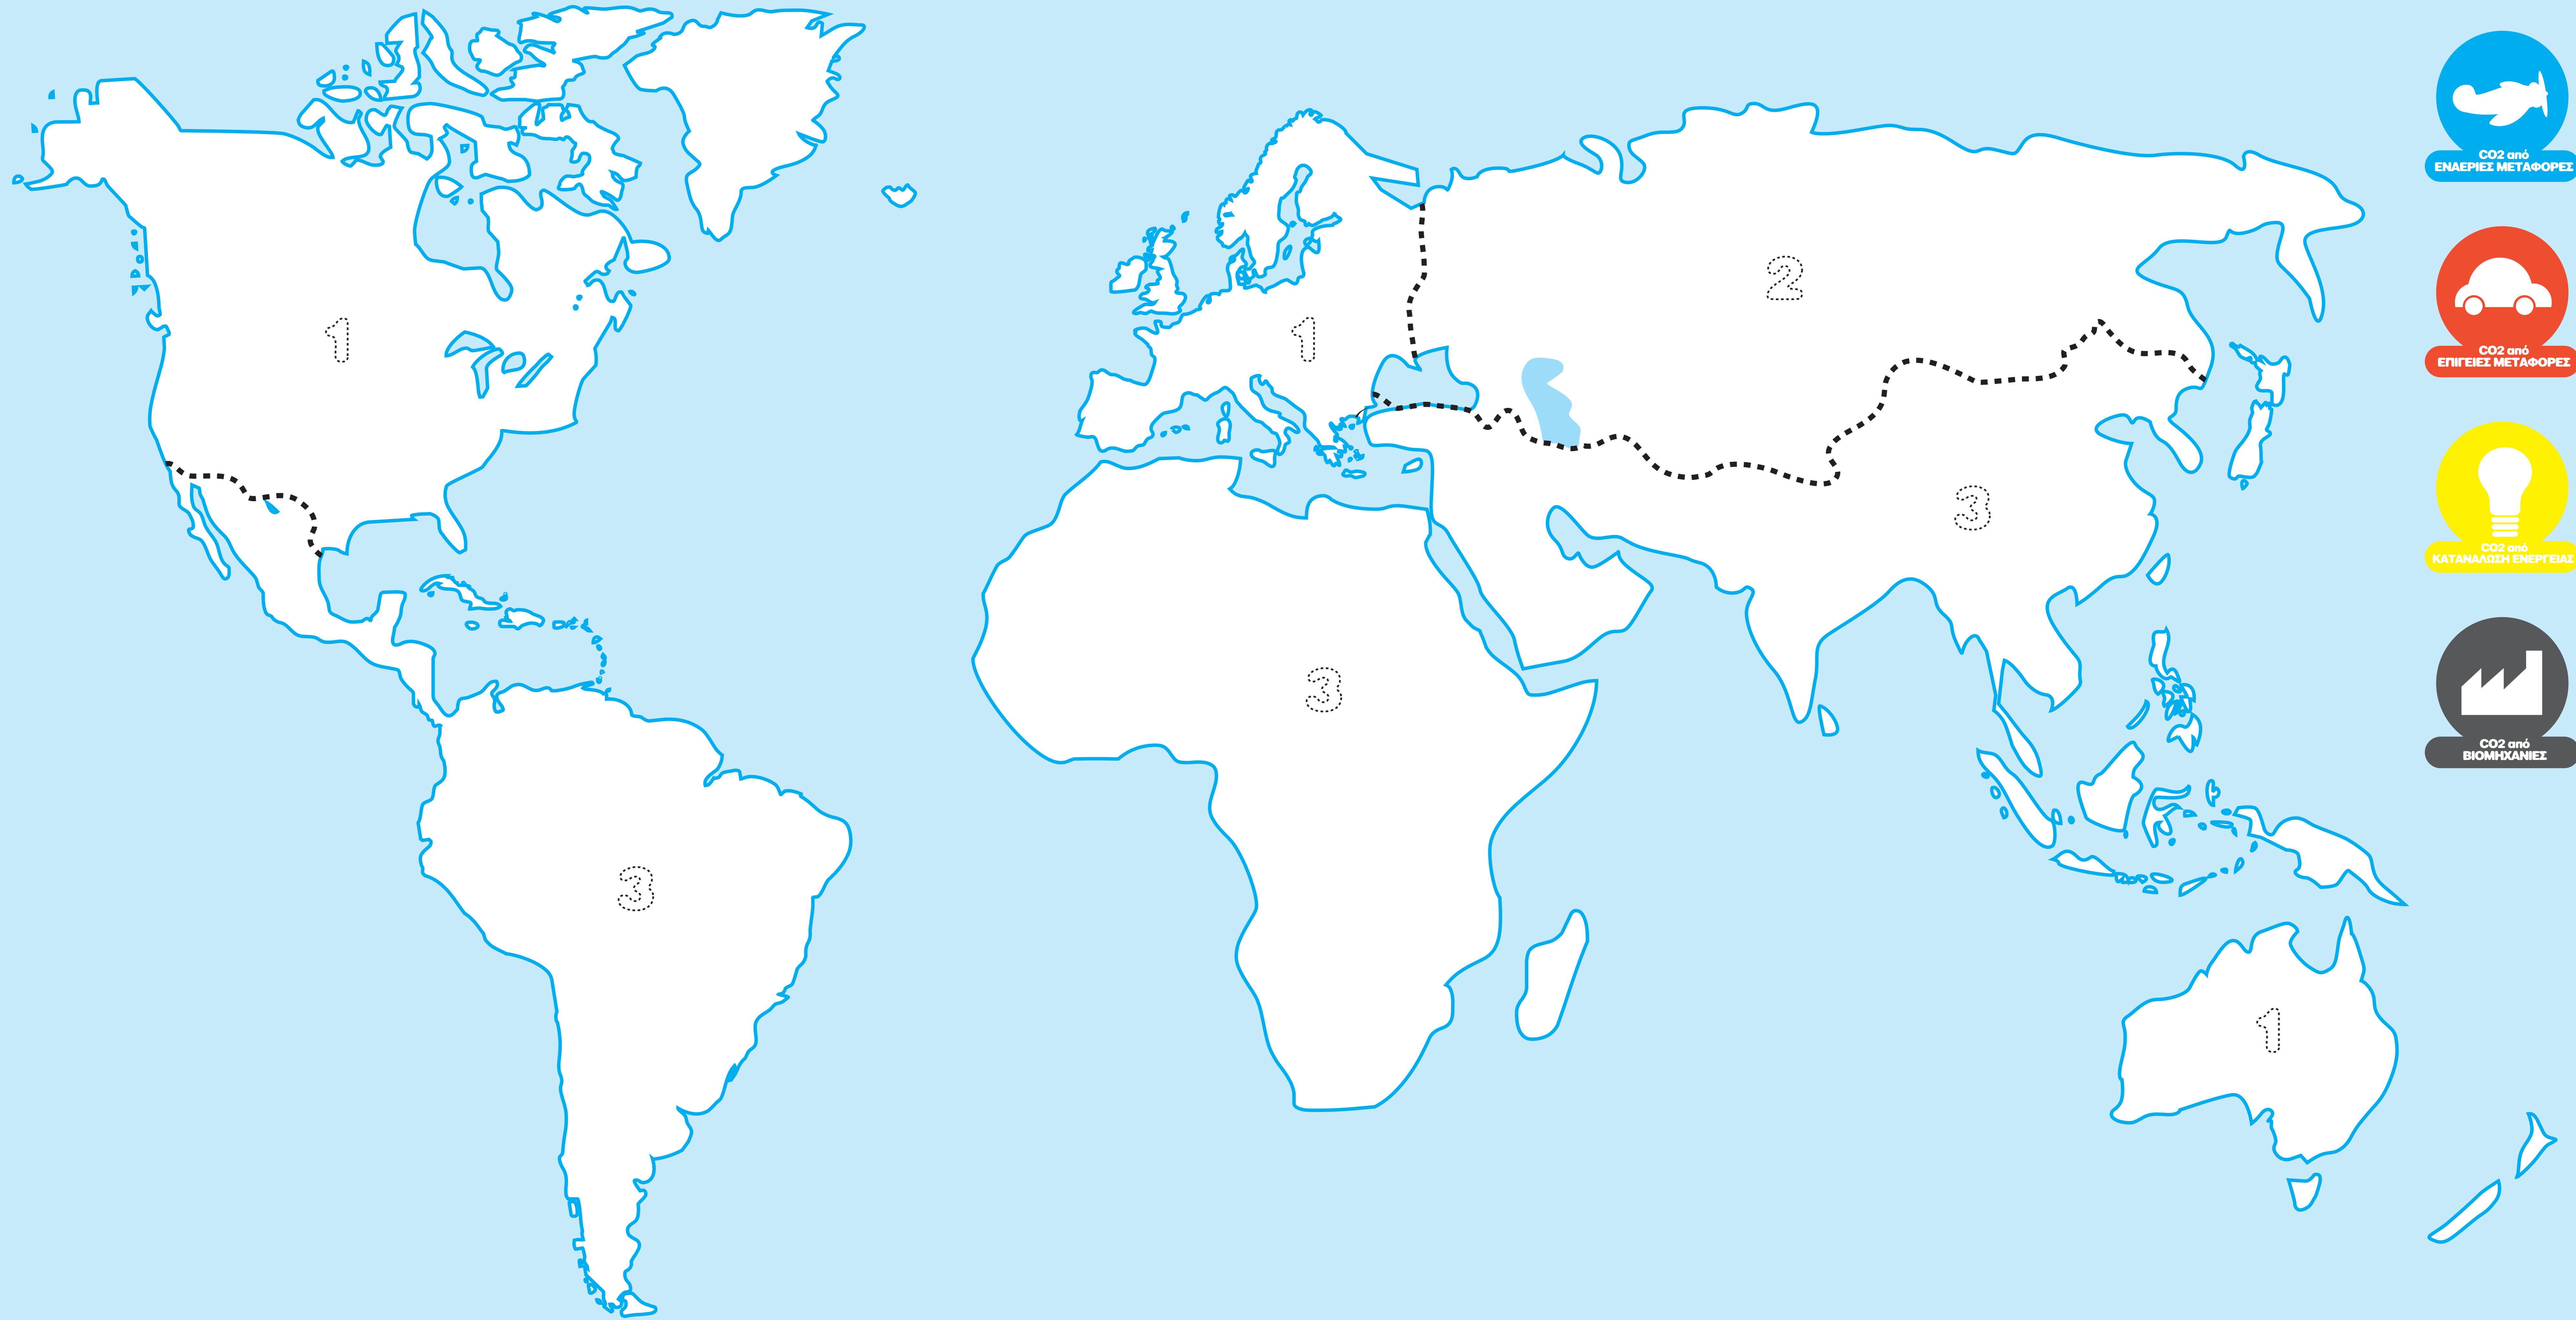 CO2 από
ΕΝΑΕΡΙΕΣ ΜΕΤΑΦΟΡΕΣ
CO2 από
ΕΠΙΓΕΙΕΣ ΜΕΤΑΦΟΡΕΣ
CO2 από
ΚΑΤΑΝΑΛΩΣΗ ΕΝΕΡΓΕΙΑΣ
CO2 από
ΒΙΟΜΗΧΑΝΙΕΣ
2
1
1
3
3
3
1